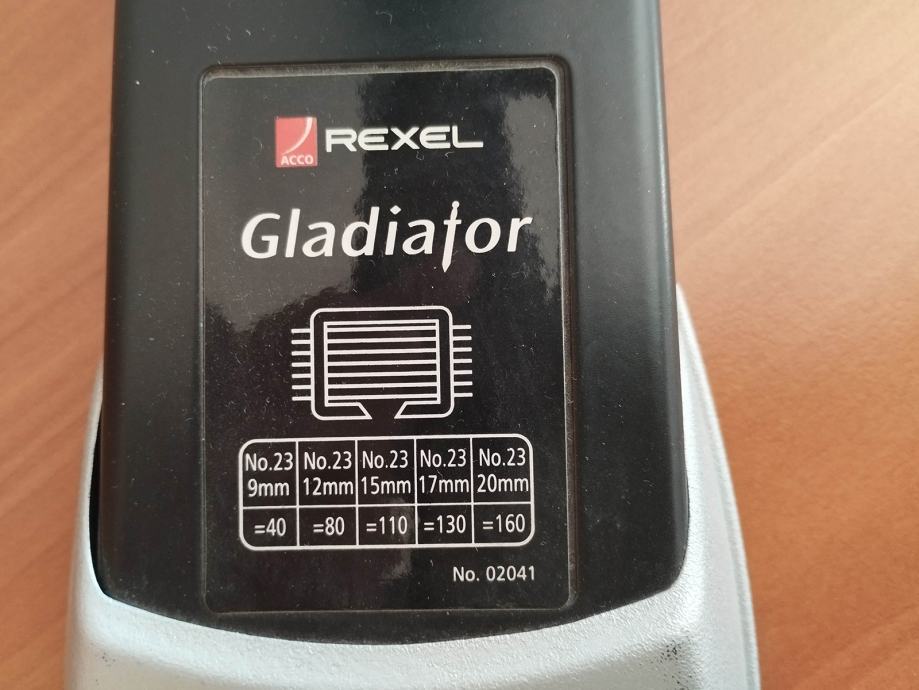 ACCO REXEL
Gladiator
No.23 No.23 No.23 No.23 No.23
9mm 12mm 15mm 17mm 20mm
=40 =80 =110 =130 =160
No. 02041